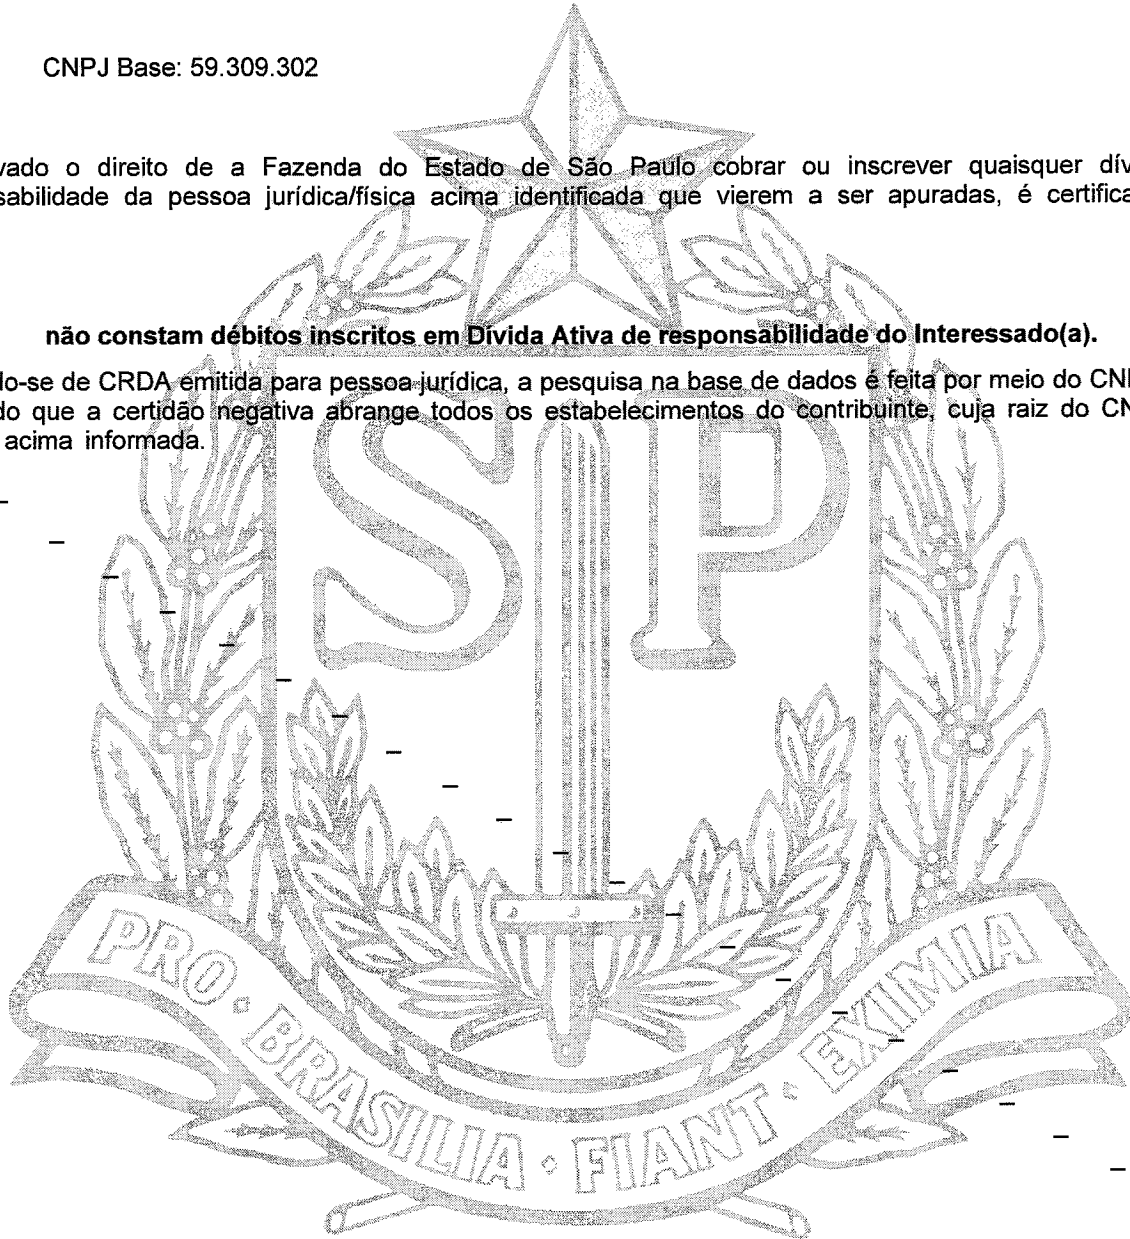 CNPJ Base: 59.309.302
vado o direito de a Fazenda do Estado de São Paulo cobrar ou inscrever quaisquer dív
sabilidade da pessoa jurídica/física acima identificada que vierem a ser apuradas, é certifica
não constam débitos inscritos em Dívida Ativa de responsabilidade do Interessado(a).
do-se de CRDA emitida para pessoa jurídica, a pesquisa na base de dados é feita por meio do CN
do que a certidão negativa abrange todos os estabelecimentos do contribuinte, cuja raiz do CN
acima informada.
SP
PRO · BRASILIA · FIANT · EXIMIA